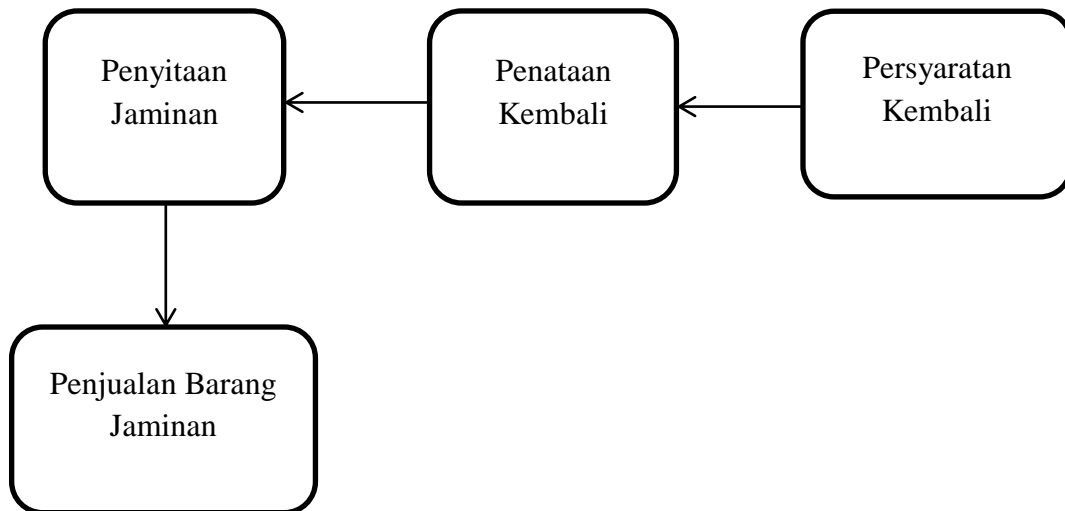 Penyitaan
Jaminan
Penataan
Kembali
Persyaratan
Kembali
Penjualan Barang
Jaminan